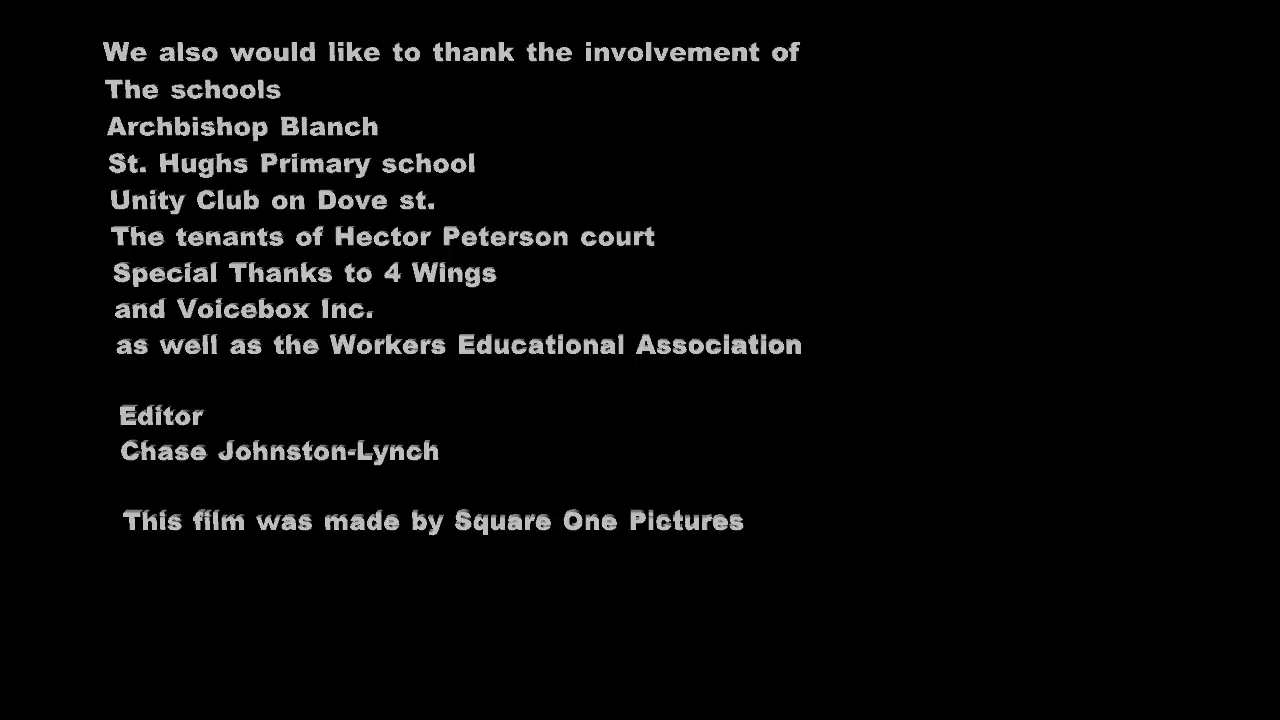 We also would like to thank the involvement of
The schools
Archbishop Blanch
St. Hughs Primary school
Unity Club on Dove st.
The tenants of Hector Peterson court
Special Thanks to 4 Wings
and Voicebox Inc.
as well as the Workers Educational Association
Editor
Chase Johnston-Lynch
This film was made by Square One Pictures